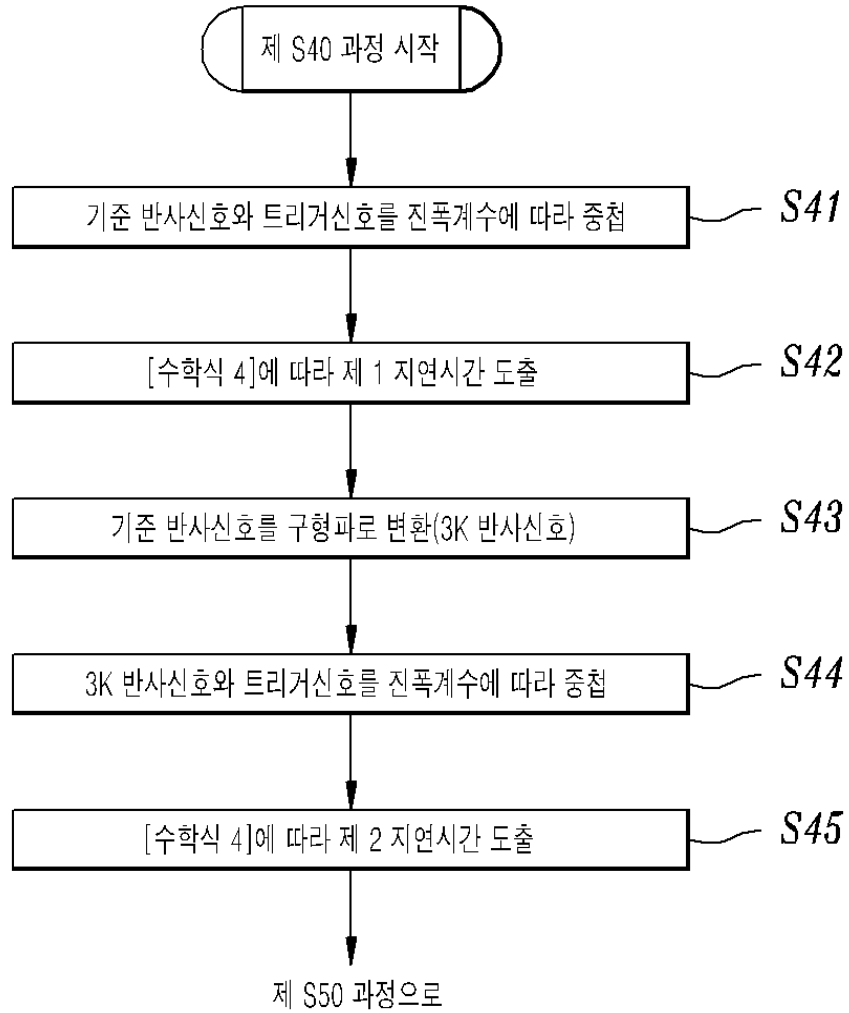 제 S40 과정 시작
기준 반사신호와 트리거신호를 진폭계수에 따라 중첩
S41
[수학식 4]에 따라 제 1 지연시간 도출
S42
기준 반사신호를 구형파로 변환(3K 반사신호)
S43
3K 반사신호와 트리거신호를 진폭계수에 따라 중첩
S44
[수학식 4]에 따라 제 2 지연시간 도출
S45
제 S50 과정으로